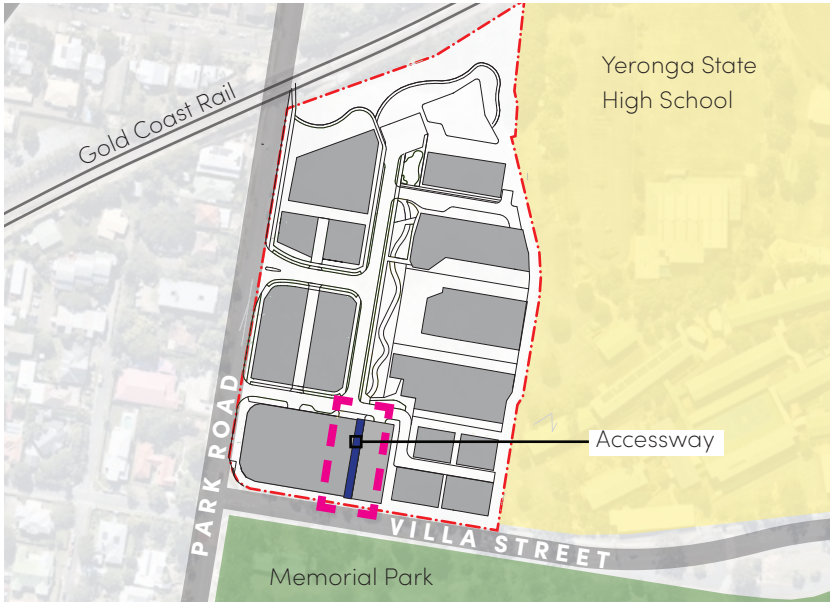 Yeronga State
High School
Gold Coast Rail
PARK ROAD
Accessway
VILLA STREET
Memorial Park